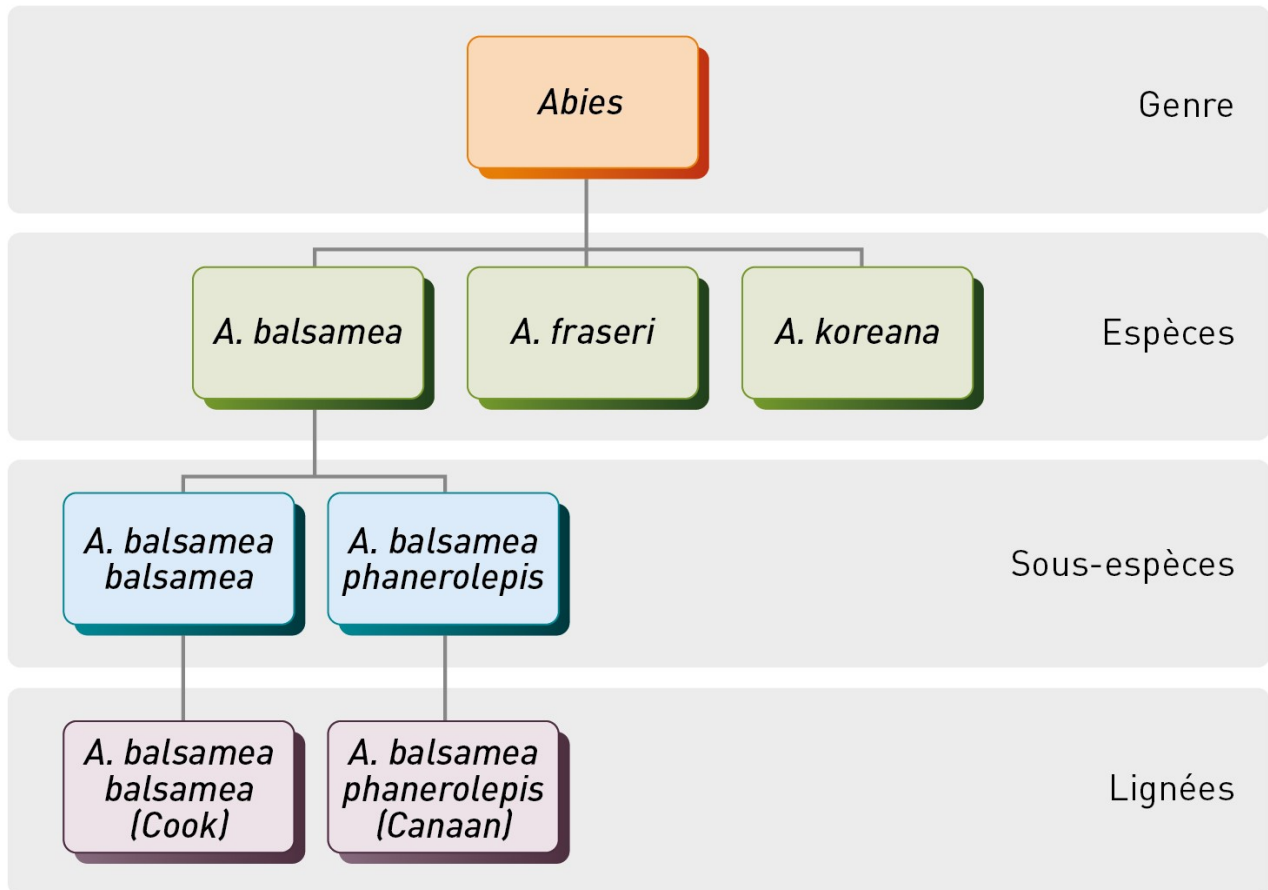 Abies
Genre
A. balsamea
A. fraseri
A. koreana
Espèces
A. balsamea
balsamea
A. balsamea
phanerolepis
Sous-espèces
A. balsamea
balsamea
(Cook)
A. balsamea
phanerolepis
(Canaan)
Lignées